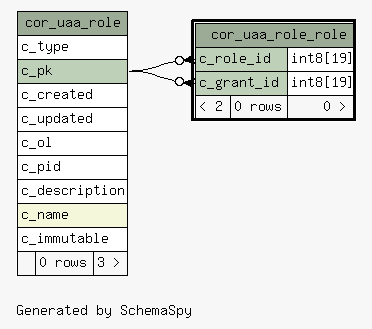 cor_uaa_role
c_type
c_pk
c_created
c_updated
c_ol
c_pid
c_description
c_name
c_immutable
0 rows 3 >
cor_uaa_role_role
c_role_id int8[19]
c_grant_id int8[19]
< 2 0 rows 0 >
Generated by SchemaSpy